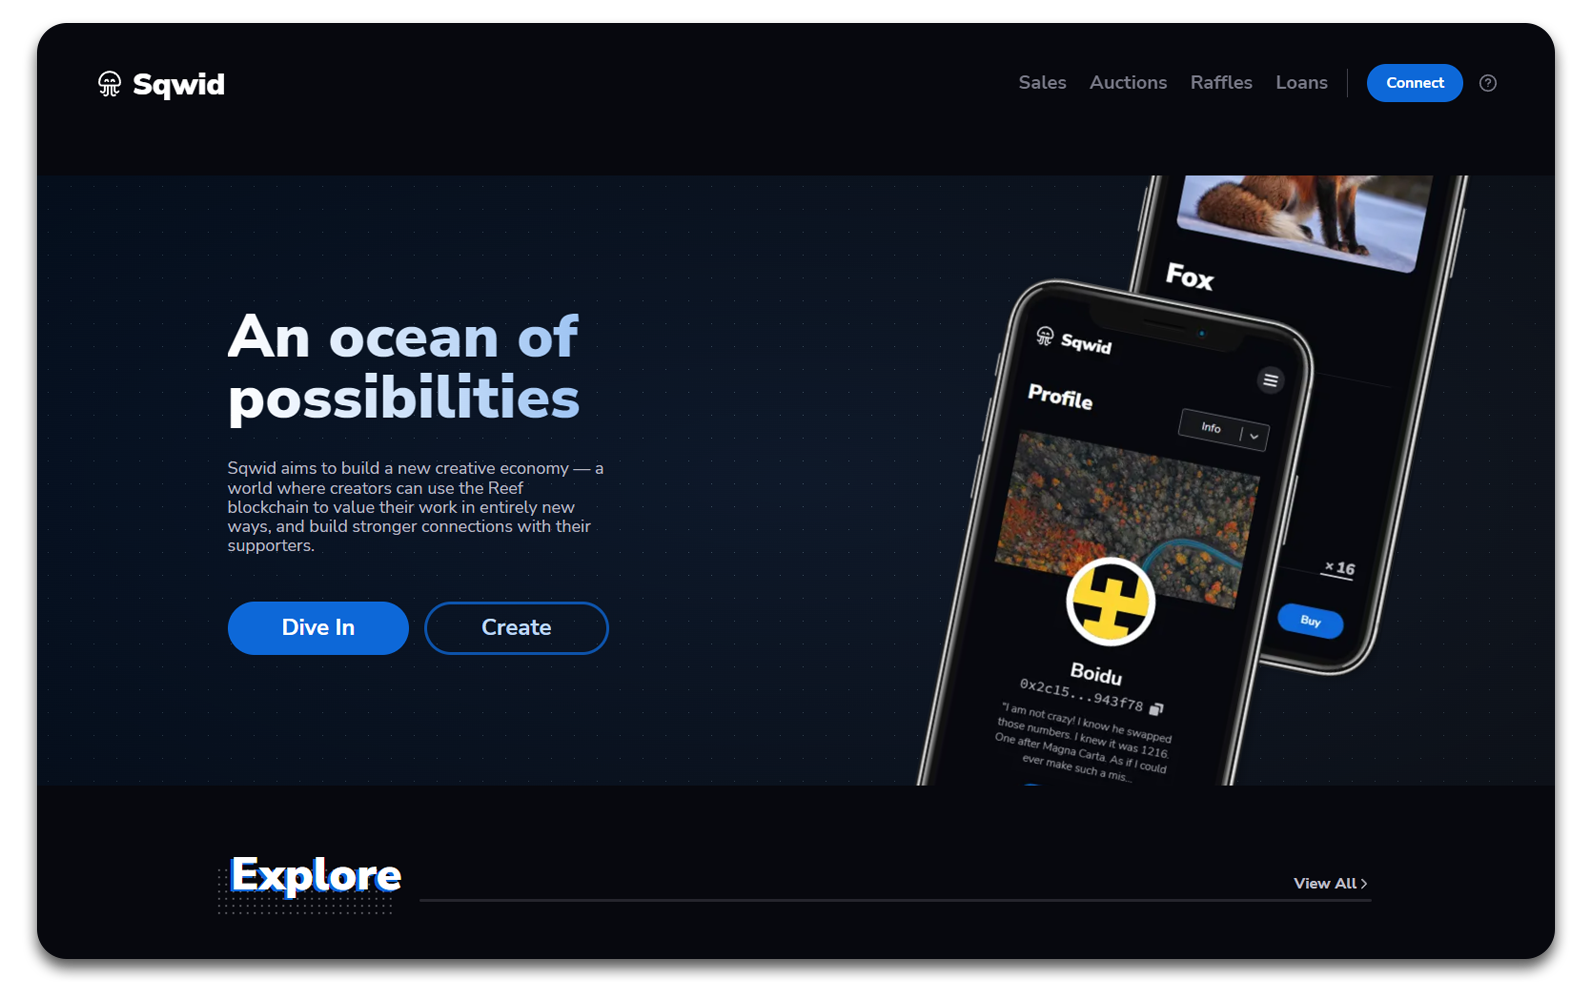 Sqwid
Sales
Auctions
Raffles
Loans
Connect
?
An ocean of
possibilities
Sqwid aims to build a new creative economy — a
world where creators can use the Reef
blockchain to value their work in entirely new
ways, and build stronger connections with their
supporters.
Dive In
Create
Fox
× 16
Buy
Sqwid
Profile
Info
Boidu
0x2c15...943f78
"I am not crazy! I know he swapped
those numbers. I knew it was 1216.
One after Magna Carta. As if I could
ever make such a mis...
Explore
View All